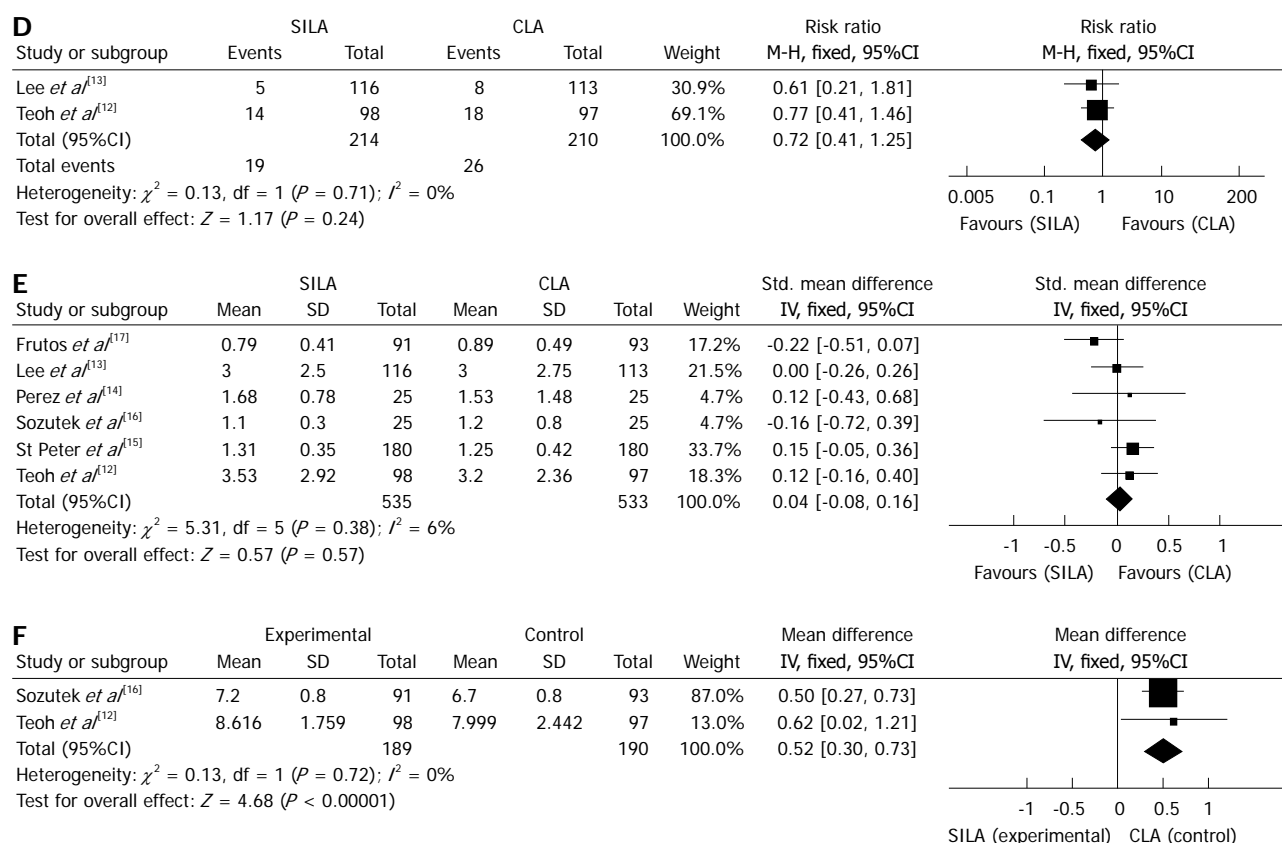 D SILA CLA Risk ratio Risk ratio
Study or subgroup Events Total Events Total Weight M-H, fixed, 95%CI M-H, fixed, 95%CI
Lee et al[13] 5 116 8 113 30.9% 0.61 [0.21, 1.81]
Teoh et al[12] 14 98 18 97 69.1% 0.77 [0.41, 1.46]
Total (95%CI) 214 210 100.0% 0.72 [0.41, 1.25]
Total events 19 26
Heterogeneity: χ² = 0.13, df = 1 (P = 0.71); I² = 0%
Test for overall effect: Z = 1.17 (P = 0.24)
0.005 0.1 1 10 200
Favours (SILA) Favours (CLA)
E SILA CLA Std. mean difference Std. mean difference
Study or subgroup Mean SD Total Mean SD Total Weight IV, fixed, 95%CI IV, fixed, 95%CI
Frutos et al[17] 0.79 0.41 91 0.89 0.49 93 17.2% -0.22 [-0.51, 0.07]
Lee et al[13] 3 2.5 116 3 2.75 113 21.5% 0.00 [-0.26, 0.26]
Perez et al[14] 1.68 0.78 25 1.53 1.48 25 4.7% 0.12 [-0.43, 0.68]
Sozutek et al[16] 1.1 0.3 25 1.2 0.8 25 4.7% -0.16 [-0.72, 0.39]
St Peter et al[15] 1.31 0.35 180 1.25 0.42 180 33.7% 0.15 [-0.05, 0.36]
Teoh et al[12] 3.53 2.92 98 3.2 2.36 97 18.3% 0.12 [-0.16, 0.40]
Total (95%CI) 535 533 100.0% 0.04 [-0.08, 0.16]
Heterogeneity: χ² = 5.31, df = 5 (P = 0.38); I² = 6%
Test for overall effect: Z = 0.57 (P = 0.57)
-1 -0.5 0 0.5 1
Favours (SILA) Favours (CLA)
F Experimental Control Mean difference Mean difference
Study or subgroup Mean SD Total Mean SD Total Weight IV, fixed, 95%CI IV, fixed, 95%CI
Sozutek et al[16] 7.2 0.8 91 6.7 0.8 93 87.0% 0.50 [0.27, 0.73]
Teoh et al[12] 8.616 1.759 98 7.999 2.442 97 13.0% 0.62 [0.02, 1.21]
Total (95%CI) 189 190 100.0% 0.52 [0.30, 0.73]
Heterogeneity: χ² = 0.13, df = 1 (P = 0.72); I² = 0%
Test for overall effect: Z = 4.68 (P < 0.00001)
-1 -0.5 0 0.5 1
SILA (experimental) CLA (control)